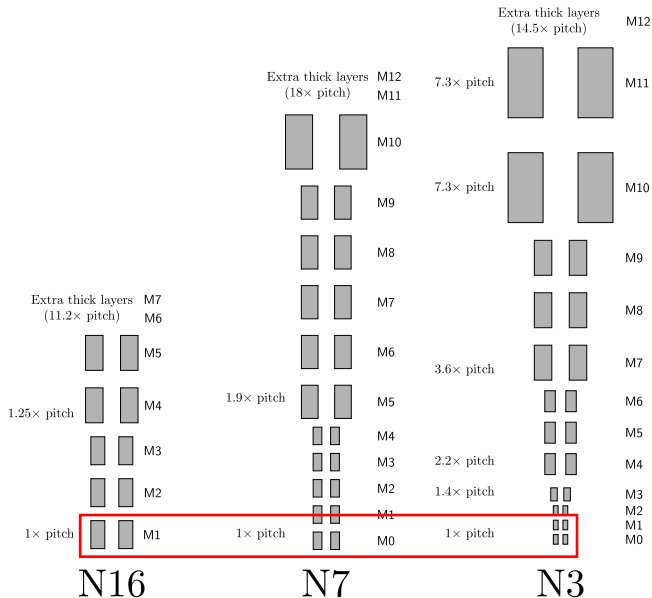 Extra thick layers
(14.5× pitch)
M12
7.3× pitch
M11
7.3× pitch
M10
M9
M8
3.6× pitch
M7
M6
M5
2.2× pitch
M4
1.4× pitch
M3
M2
M1
1× pitch
M0
N3
Extra thick layers
(18× pitch)
M12
M11
M10
M9
M8
M7
M6
1.9× pitch
M5
M4
M3
M2
M1
1× pitch
M0
N7
Extra thick layers
(11.2× pitch)
M7
M6
M5
1.25× pitch
M4
M3
M2
1× pitch
M1
N16